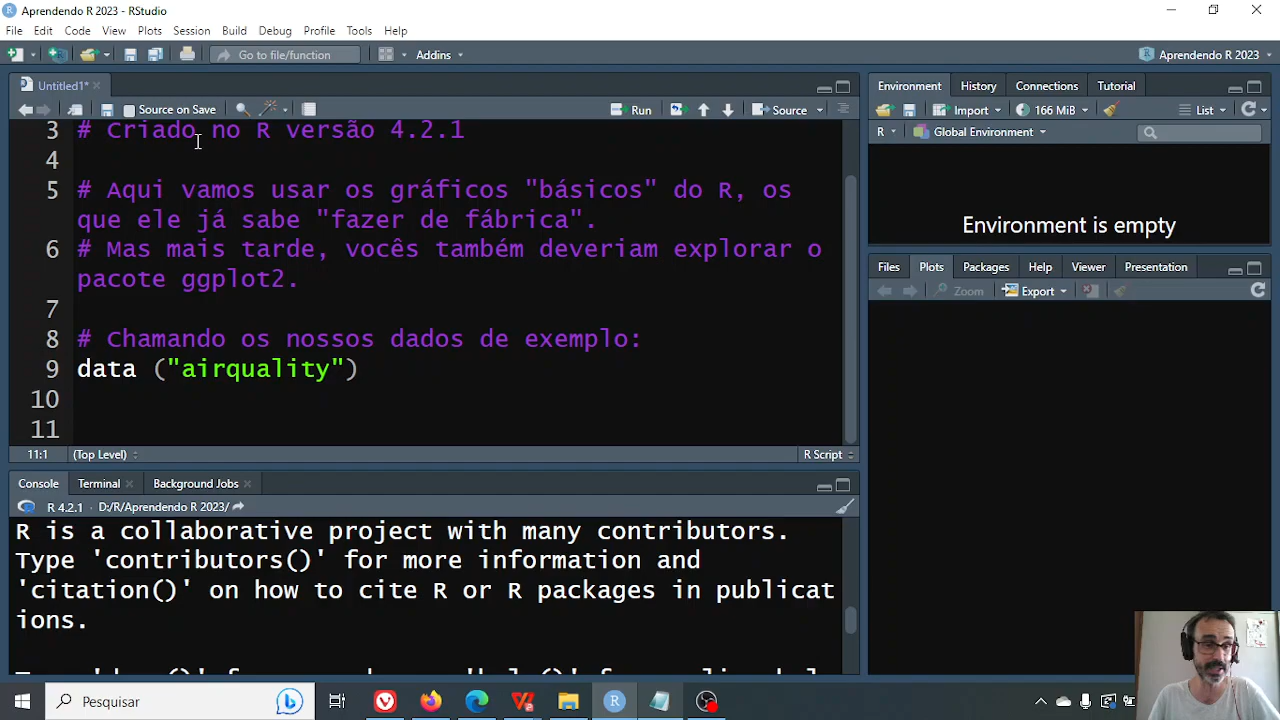 Aprendendo R 2023 - RStudio
File Edit Code View Plots Session Build Debug Profile Tools Help
Go to file/function Addins Aprendendo R 2023
Untitled1*
Source on Save Run Source
3 # Criado no R versão 4.2.1
4
5 # Aqui vamos usar os gráficos "básicos" do R, os
que ele já sabe "fazer de fábrica".
6 # Mas mais tarde, vocês também deveriam explorar o
pacote ggplot2.
7
8 # Chamando os nossos dados de exemplo:
9 data ("airquality")
10
11
11:1 (Top Level) R Script
Console Terminal Background Jobs
R 4.2.1 · D:/R/Aprendendo R 2023/
R is a collaborative project with many contributors.
Type 'contributors()' for more information and
'citation()' on how to cite R or R packages in publicat
ions.
Environment History Connections Tutorial
Import 166 MiB List
R Global Environment
Environment is empty
Files Plots Packages Help Viewer Presentation
Zoom Export
Pesquisar